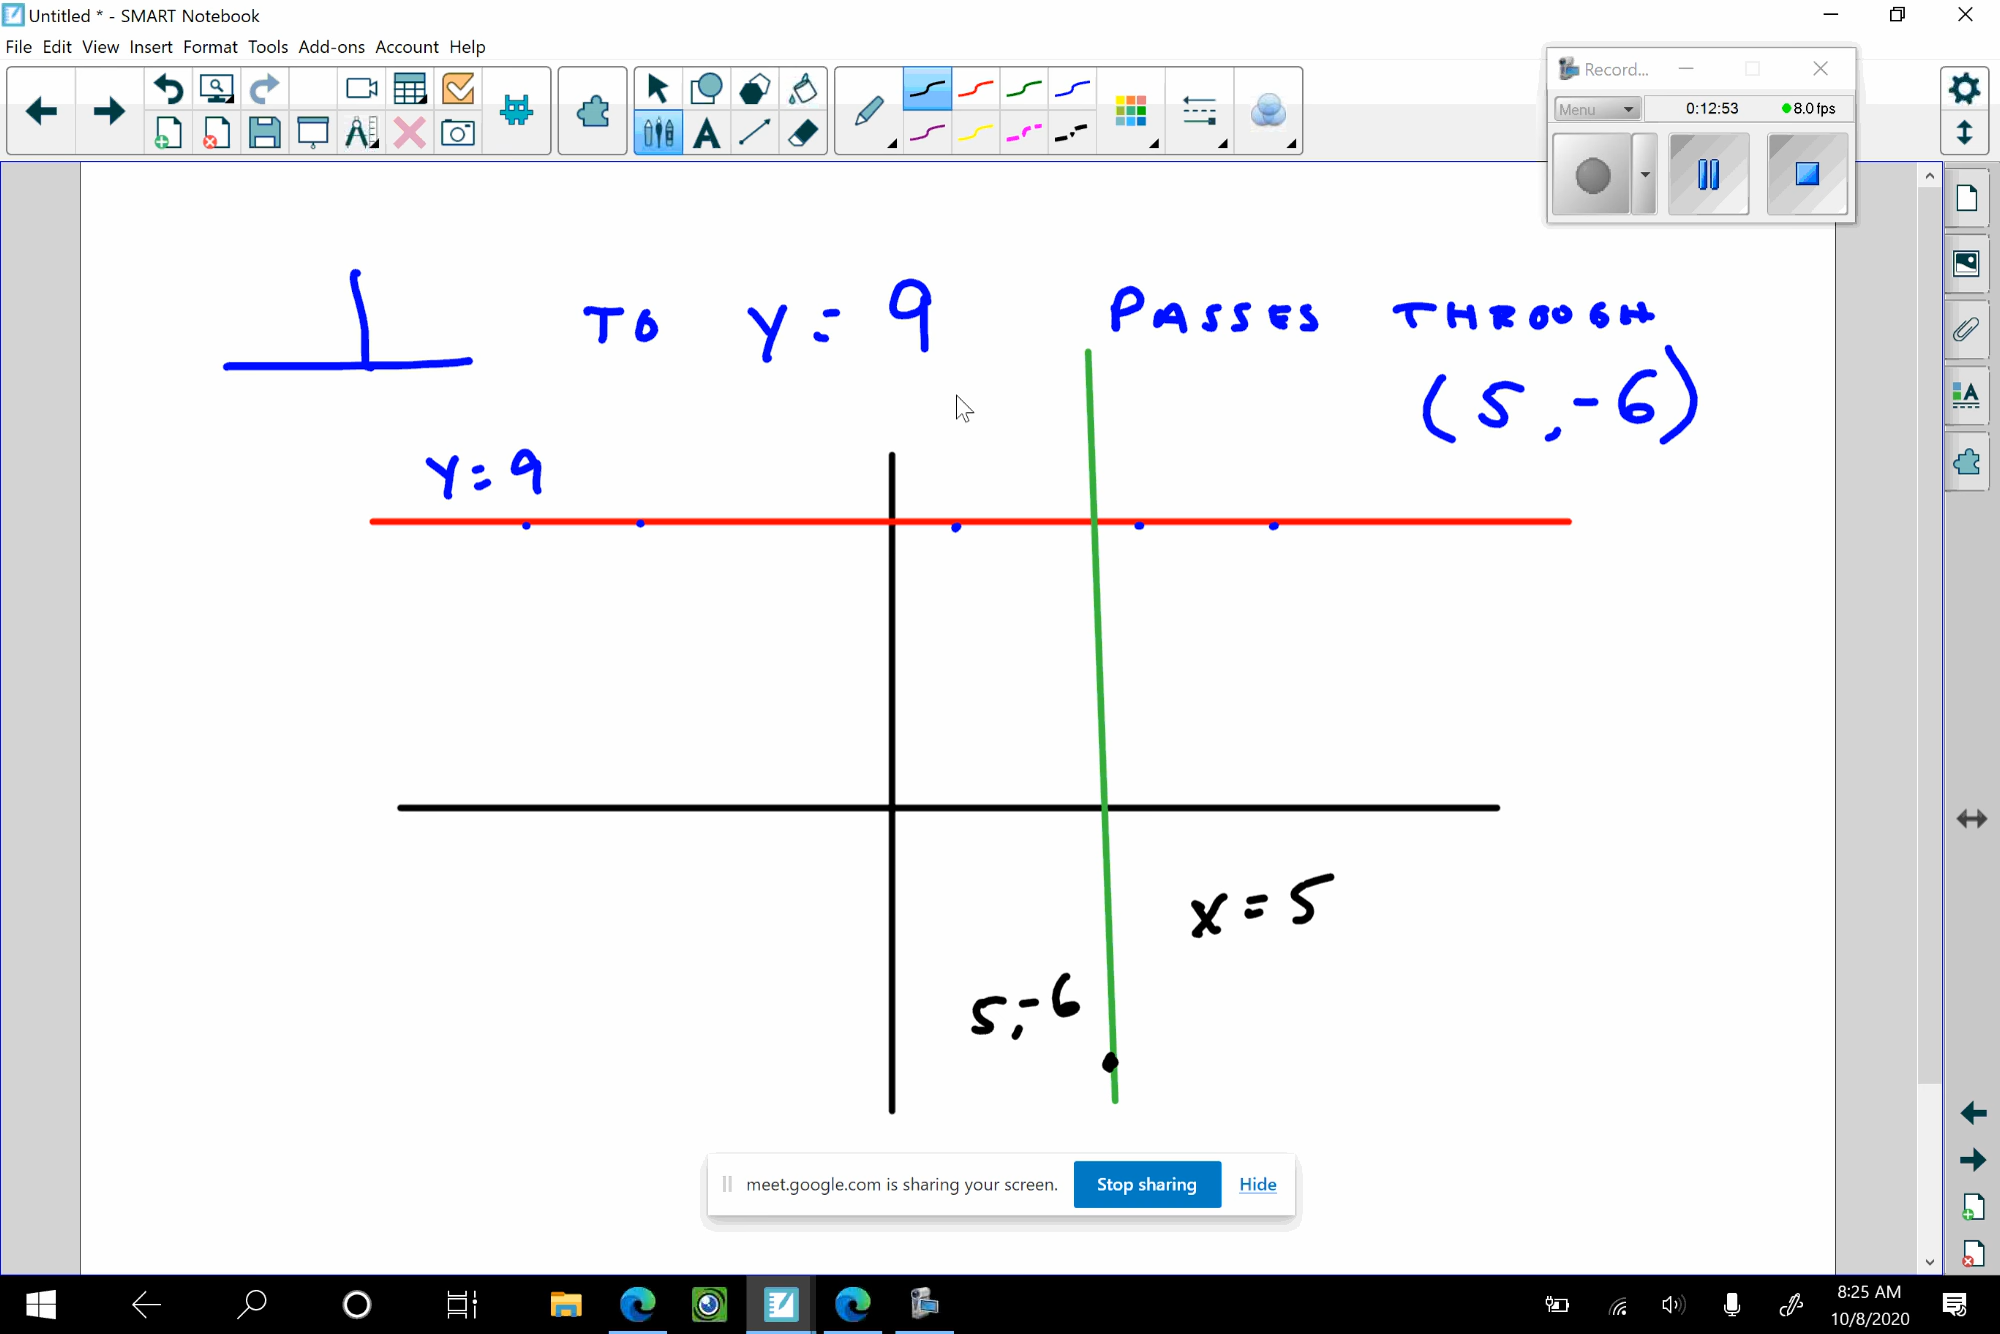 Untitled * - SMART Notebook
File Edit View Insert Format Tools Add-ons Account Help
Record...
Menu 0:12:53 8.0 fps
⊥ TO Y = 9 PASSES THROUGH
(5, -6)
Y = 9
x = 5
5, -6
meet.google.com is sharing your screen. Stop sharing Hide
8:25 AM
10/8/2020